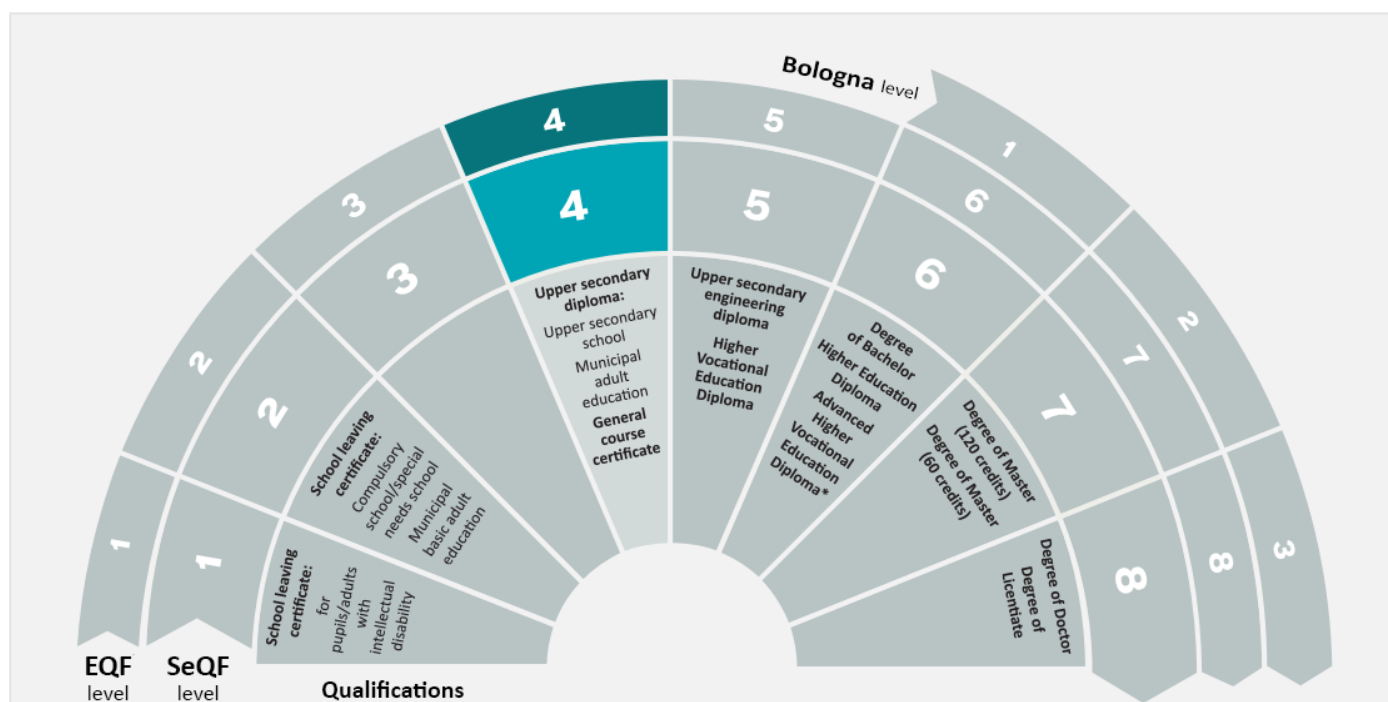 Bologna level
1
2
3
1
2
3
4
5
6
7
8
1
2
3
4
5
6
7
8
School leaving
certificate:
for
pupils/adults
with
intellectual
disability
School leaving
certificate:
Compulsory
school/special
needs school
Municipal
basic adult
education
Upper secondary
diploma:
Upper secondary
school
Municipal
adult
education
General
course
certificate
Upper secondary
engineering
diploma
Higher
Vocational
Education
Diploma
Degree
of Bachelor
Higher Education
Diploma
Advanced
Higher
Vocational
Education
Diploma*
Degree of Master
(120 credits)
Degree of Master
(60 credits)
Degree of Doctor
Degree of
Licentiate
EQF
level
SeQF
level
Qualifications